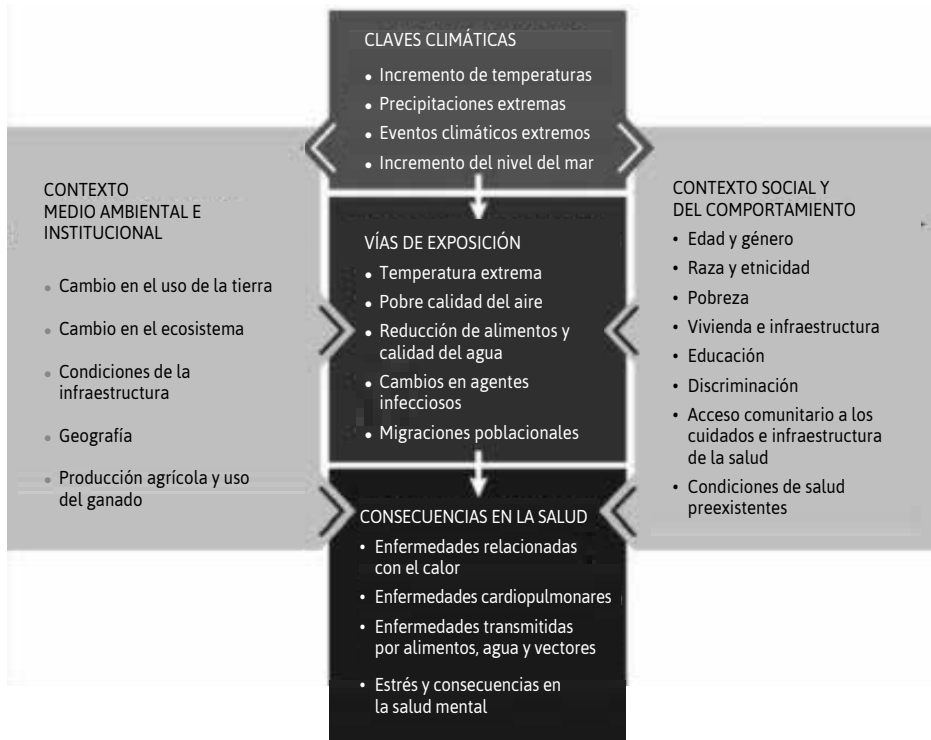 CLAVES CLIMÁTICAS
• Incremento de temperaturas
• Precipitaciones extremas
• Eventos climáticos extremos
• Incremento del nivel del mar
CONTEXTO
MEDIO AMBIENTAL E
INSTITUCIONAL
• Cambio en el uso de la tierra
• Cambio en el ecosistema
• Condiciones de la
infraestructura
• Geografía
• Producción agrícola y uso
del ganado
VÍAS DE EXPOSICIÓN
• Temperatura extrema
• Pobre calidad del aire
• Reducción de alimentos y
calidad del agua
• Cambios en agentes
infecciosos
• Migraciones poblacionales
CONTEXTO SOCIAL Y
DEL COMPORTAMIENTO
• Edad y género
• Raza y etnicidad
• Pobreza
• Vivienda e infraestructura
• Educación
• Discriminación
• Acceso comunitario a los
cuidados e infraestructura
de la salud
• Condiciones de salud
preexistentes
CONSECUENCIAS EN LA SALUD
• Enfermedades relacionadas
con el calor
• Enfermedades cardiopulmonares
• Enfermedades transmitidas
por alimentos, agua y vectores
• Estrés y consecuencias en
la salud mental